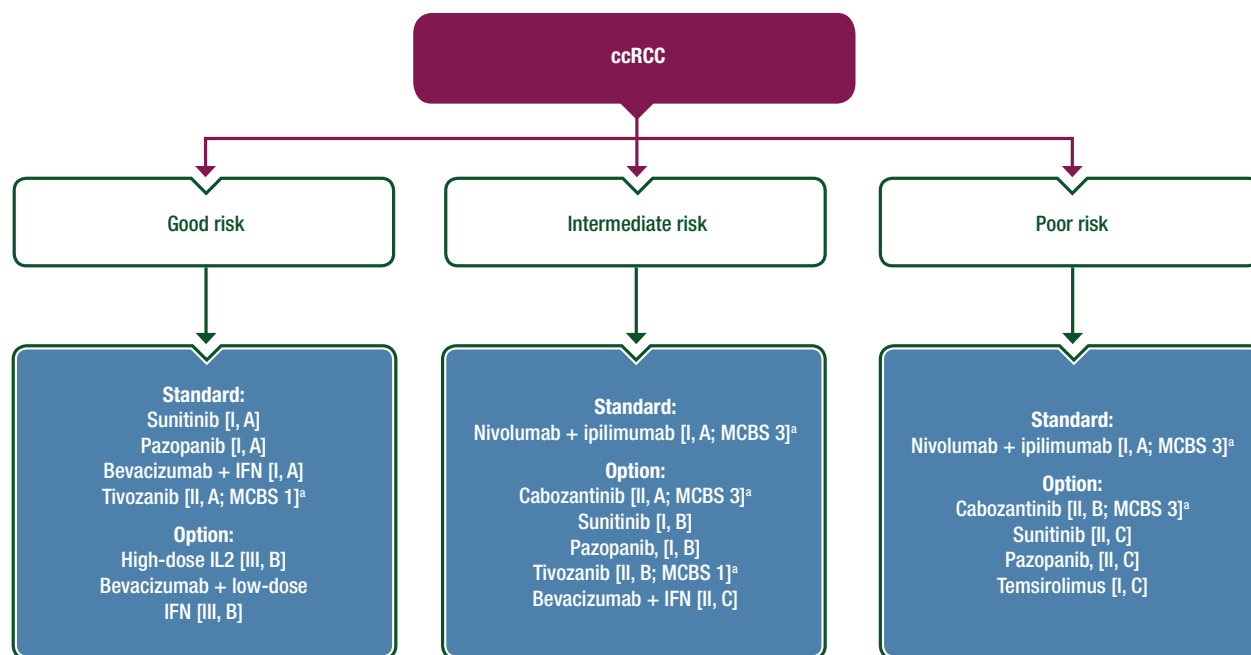 ccRCC
Good risk
Intermediate risk
Poor risk
Standard:
Sunitinib [I, A]
Pazopanib [I, A]
Bevacizumab + IFN [I, A]
Tivozanib [II, A; MCBS 1]ᵃ
Option:
High-dose IL2 [III, B]
Bevacizumab + low-dose
IFN [III, B]
Standard:
Nivolumab + ipilimumab [I, A; MCBS 3]ᵃ
Option:
Cabozantinib [II, A; MCBS 3]ᵃ
Sunitinib [I, B]
Pazopanib, [I, B]
Tivozanib [II, B; MCBS 1]ᵃ
Bevacizumab + IFN [II, C]
Standard:
Nivolumab + ipilimumab [I, A; MCBS 3]ᵃ
Option:
Cabozantinib [II, B; MCBS 3]ᵃ
Sunitinib [II, C]
Pazopanib, [II, C]
Temsirolimus [I, C]